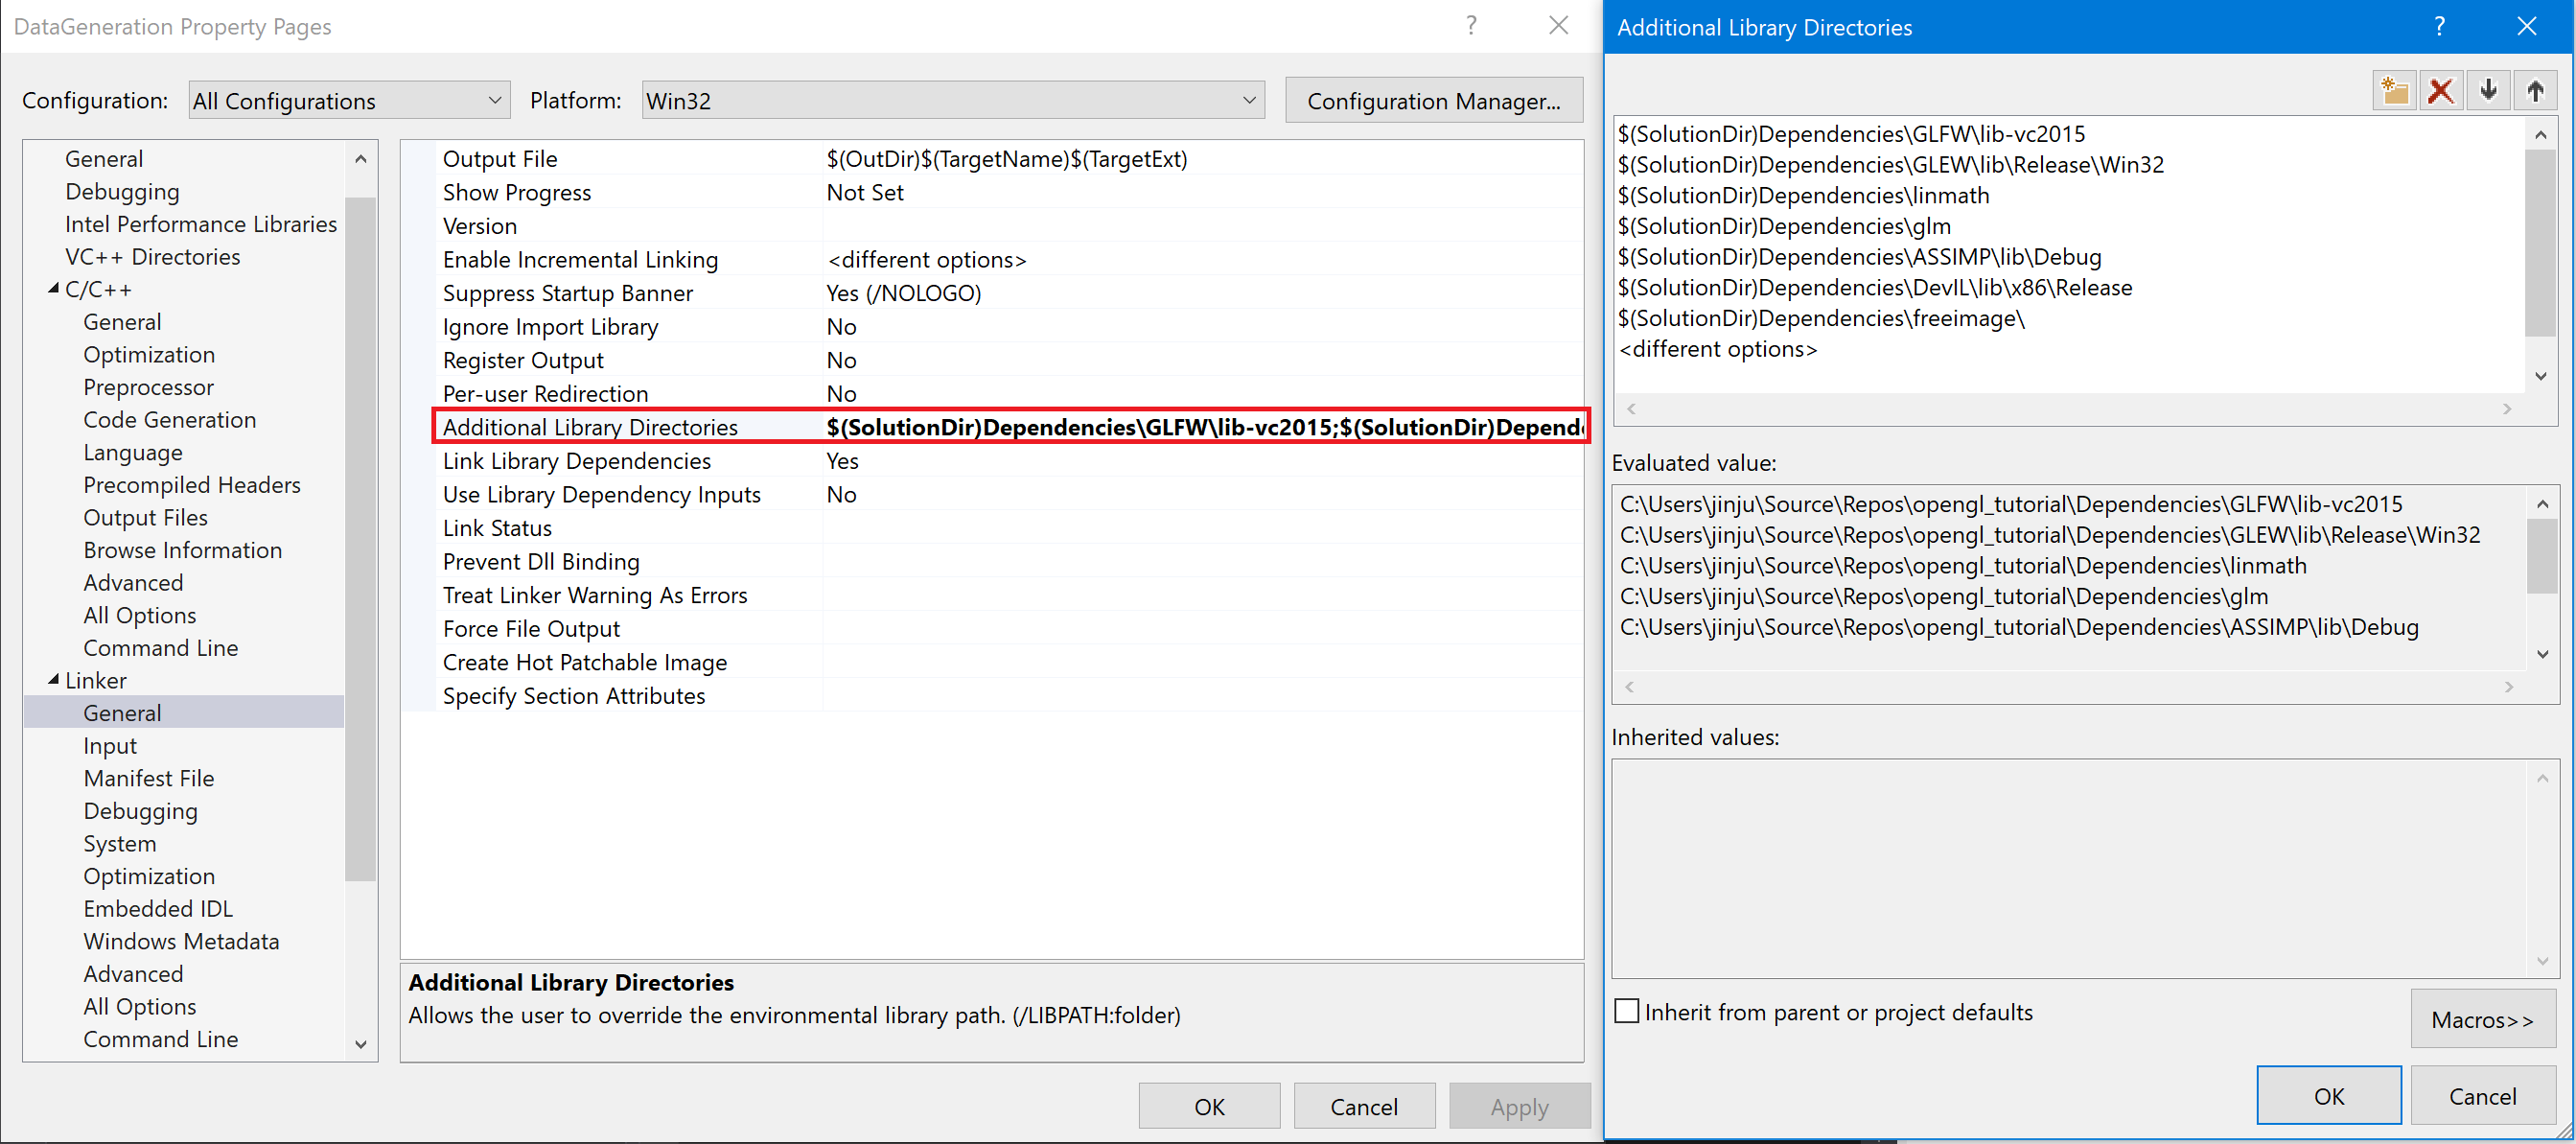 DataGeneration Property Pages
?
Configuration:
All Configurations
Platform:
Win32
Configuration Manager...
General
Debugging
Intel Performance Libraries
VC++ Directories
C/C++
General
Optimization
Preprocessor
Code Generation
Language
Precompiled Headers
Output Files
Browse Information
Advanced
All Options
Command Line
Linker
General
Input
Manifest File
Debugging
System
Optimization
Embedded IDL
Windows Metadata
Advanced
All Options
Command Line
Output File $(OutDir)$(TargetName)$(TargetExt)
Show Progress Not Set
Version
Enable Incremental Linking <different options>
Suppress Startup Banner Yes (/NOLOGO)
Ignore Import Library No
Register Output No
Per-user Redirection No
Additional Library Directories $(SolutionDir)Dependencies\GLFW\lib-vc2015;$(SolutionDir)Depend
Link Library Dependencies Yes
Use Library Dependency Inputs No
Link Status
Prevent Dll Binding
Treat Linker Warning As Errors
Force File Output
Create Hot Patchable Image
Specify Section Attributes
Additional Library Directories
Allows the user to override the environmental library path. (/LIBPATH:folder)
OK
Cancel
Apply
Additional Library Directories
?
$(SolutionDir)Dependencies\GLFW\lib-vc2015
$(SolutionDir)Dependencies\GLEW\lib\Release\Win32
$(SolutionDir)Dependencies\linmath
$(SolutionDir)Dependencies\glm
$(SolutionDir)Dependencies\ASSIMP\lib\Debug
$(SolutionDir)Dependencies\DevIL\lib\x86\Release
$(SolutionDir)Dependencies\freeimage\
<different options>
Evaluated value:
C:\Users\jinju\Source\Repos\opengl_tutorial\Dependencies\GLFW\lib-vc2015
C:\Users\jinju\Source\Repos\opengl_tutorial\Dependencies\GLEW\lib\Release\Win32
C:\Users\jinju\Source\Repos\opengl_tutorial\Dependencies\linmath
C:\Users\jinju\Source\Repos\opengl_tutorial\Dependencies\glm
C:\Users\jinju\Source\Repos\opengl_tutorial\Dependencies\ASSIMP\lib\Debug
Inherited values:
Inherit from parent or project defaults
Macros>>
OK
Cancel